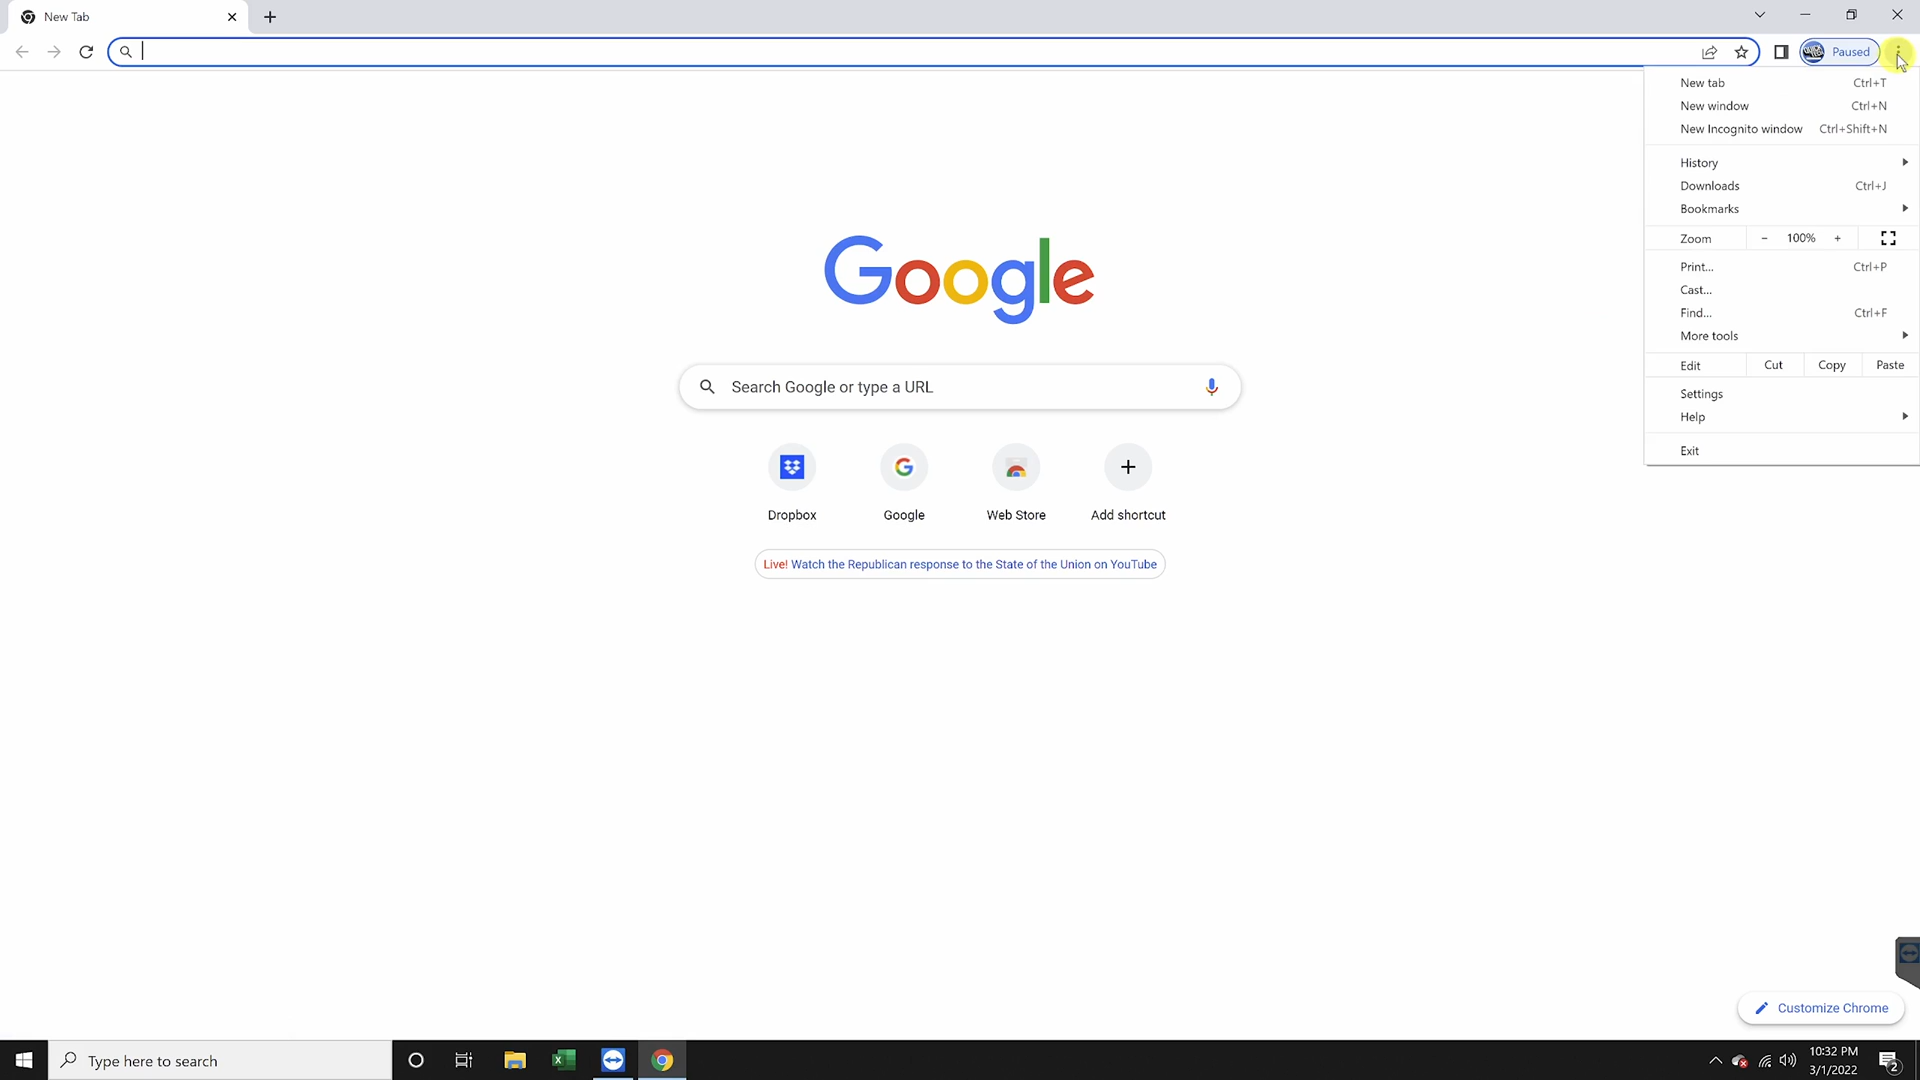 New Tab
Paused
New tab Ctrl+T
New window Ctrl+N
New Incognito window Ctrl+Shift+N
History
Downloads Ctrl+J
Bookmarks
Zoom - 100% +
Print... Ctrl+P
Cast...
Find... Ctrl+F
More tools
Edit Cut Copy Paste
Settings
Help
Exit
Google
Search Google or type a URL
Dropbox Google Web Store Add shortcut
Live! Watch the Republican response to the State of the Union on YouTube
Customize Chrome
Type here to search
10:32 PM
3/1/2022
2